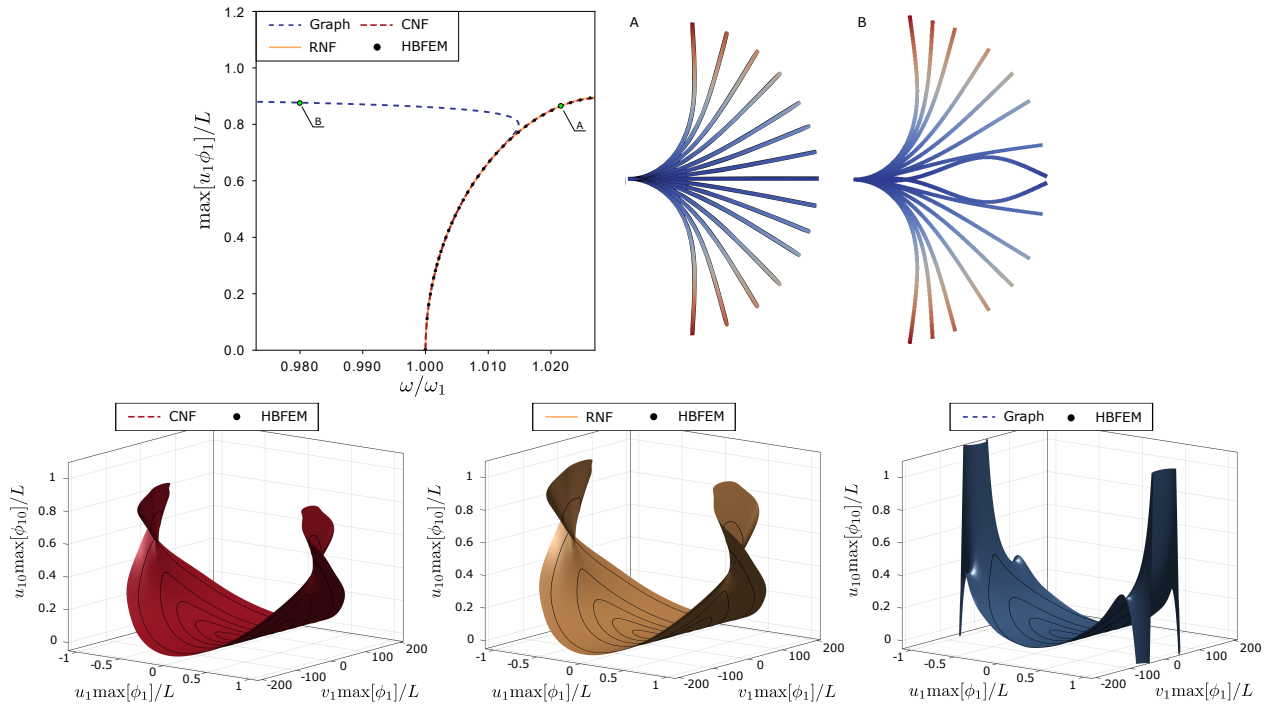 Graph
CNF
RNF
HBFEM
max[u₁ϕ₁]/L
1.2
1.0
0.8
0.6
0.4
0.2
0.0
B
A
0.980
0.990
1.000
1.010
1.020
ω/ω₁
A
B
CNF
HBFEM
u₁₀max[ϕ₁₀]/L
1
0.8
0.6
0.4
0.2
0
-1
-0.5
0
0.5
1
u₁max[ϕ₁]/L
-200
-100
0
100
200
v₁max[ϕ₁]/L
RNF
HBFEM
u₁₀max[ϕ₁₀]/L
1
0.8
0.6
0.4
0.2
0
-1
-0.5
0
0.5
1
u₁max[ϕ₁]/L
-200
-100
0
100
200
v₁max[ϕ₁]/L
Graph
HBFEM
u₁₀max[ϕ₁₀]/L
1
0.8
0.6
0.4
0.2
0
-1
-0.5
0
0.5
1
u₁max[ϕ₁]/L
-200
-100
0
100
200
v₁max[ϕ₁]/L